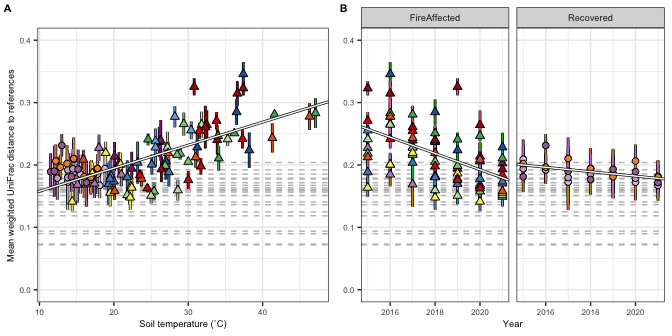 A
B
FireAffected
Recovered
Mean weighted UniFrac distance to references
0.4
0.3
0.2
0.1
0.0
10
20
30
40
Soil temperature (˚C)
0.4
0.3
0.2
0.1
0.0
2016
2018
2020
2016
2018
2020
Year